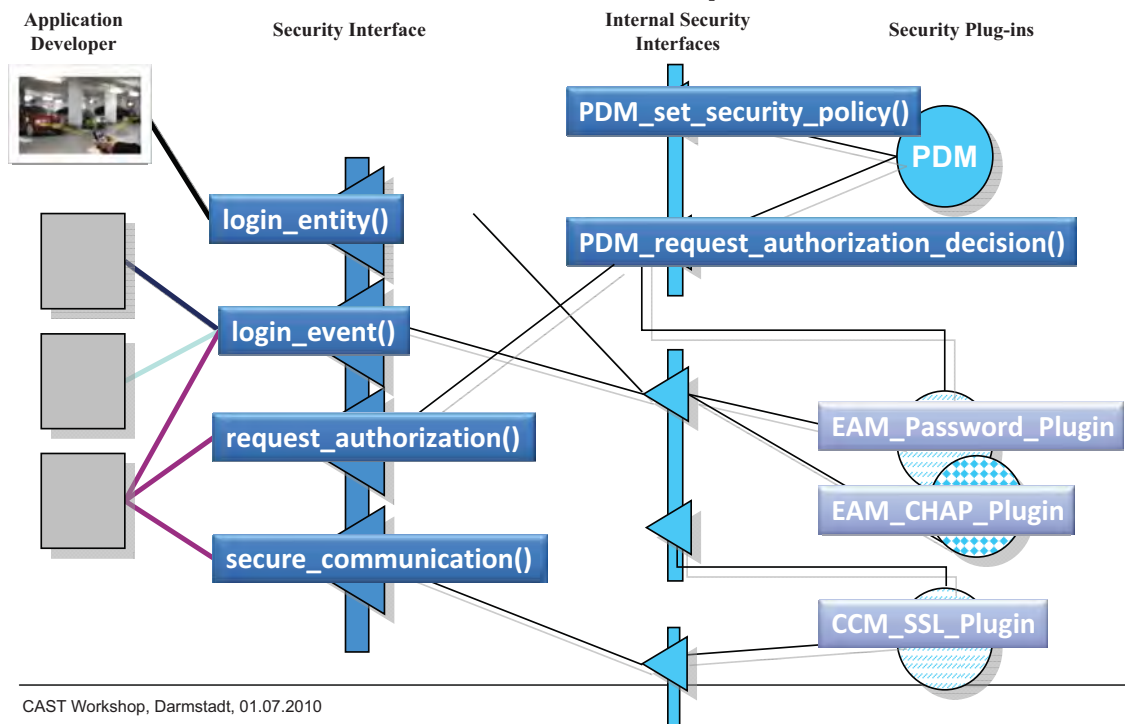 Application
Developer
Security Interface
Internal Security
Interfaces
Security Plug-ins
PDM_set_security_policy()
PDM
login_entity()
PDM_request_authorization_decision()
login_event()
request_authorization()
EAM_Password_Plugin
EAM_CHAP_Plugin
secure_communication()
CCM_SSL_Plugin
CAST Workshop, Darmstadt, 01.07.2010